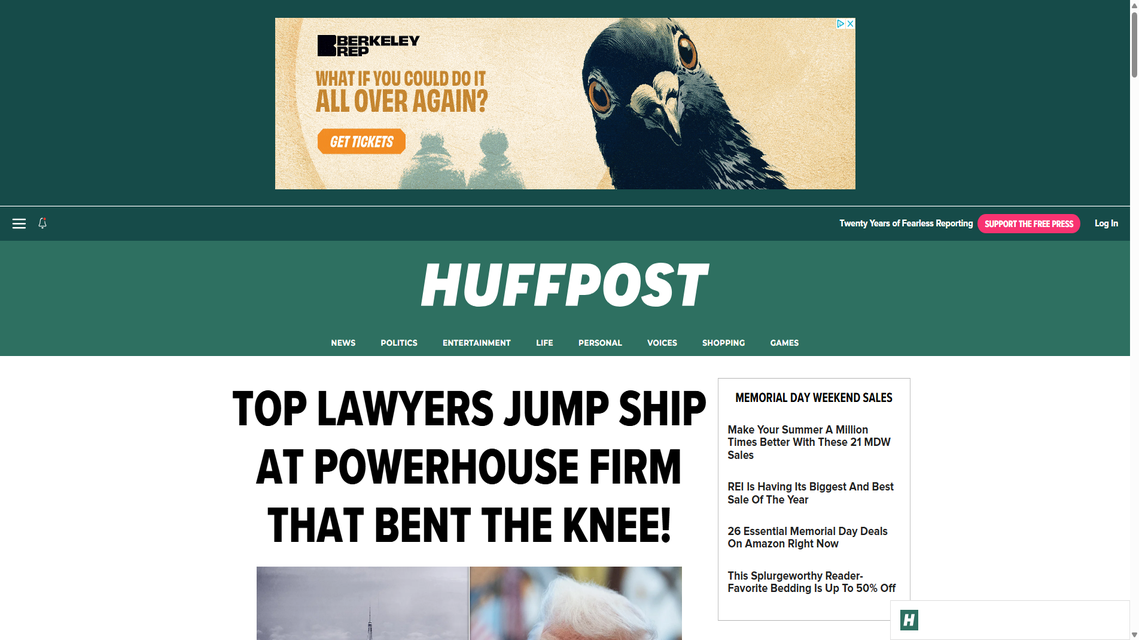 BERKELEY
REP
WHAT IF YOU COULD DO IT
ALL OVER AGAIN?
GET TICKETS
Twenty Years of Fearless Reporting
SUPPORT THE FREE PRESS
Log In
HUFFPOST
NEWS
POLITICS
ENTERTAINMENT
LIFE
PERSONAL
VOICES
SHOPPING
GAMES
TOP LAWYERS JUMP SHIP
AT POWERHOUSE FIRM
THAT BENT THE KNEE!
MEMORIAL DAY WEEKEND SALES
Make Your Summer A Million
Times Better With These 21 MDW
Sales
REI Is Having Its Biggest And Best
Sale Of The Year
26 Essential Memorial Day Deals
On Amazon Right Now
This Splurgeworthy Reader-
Favorite Bedding Is Up To 50% Off
H